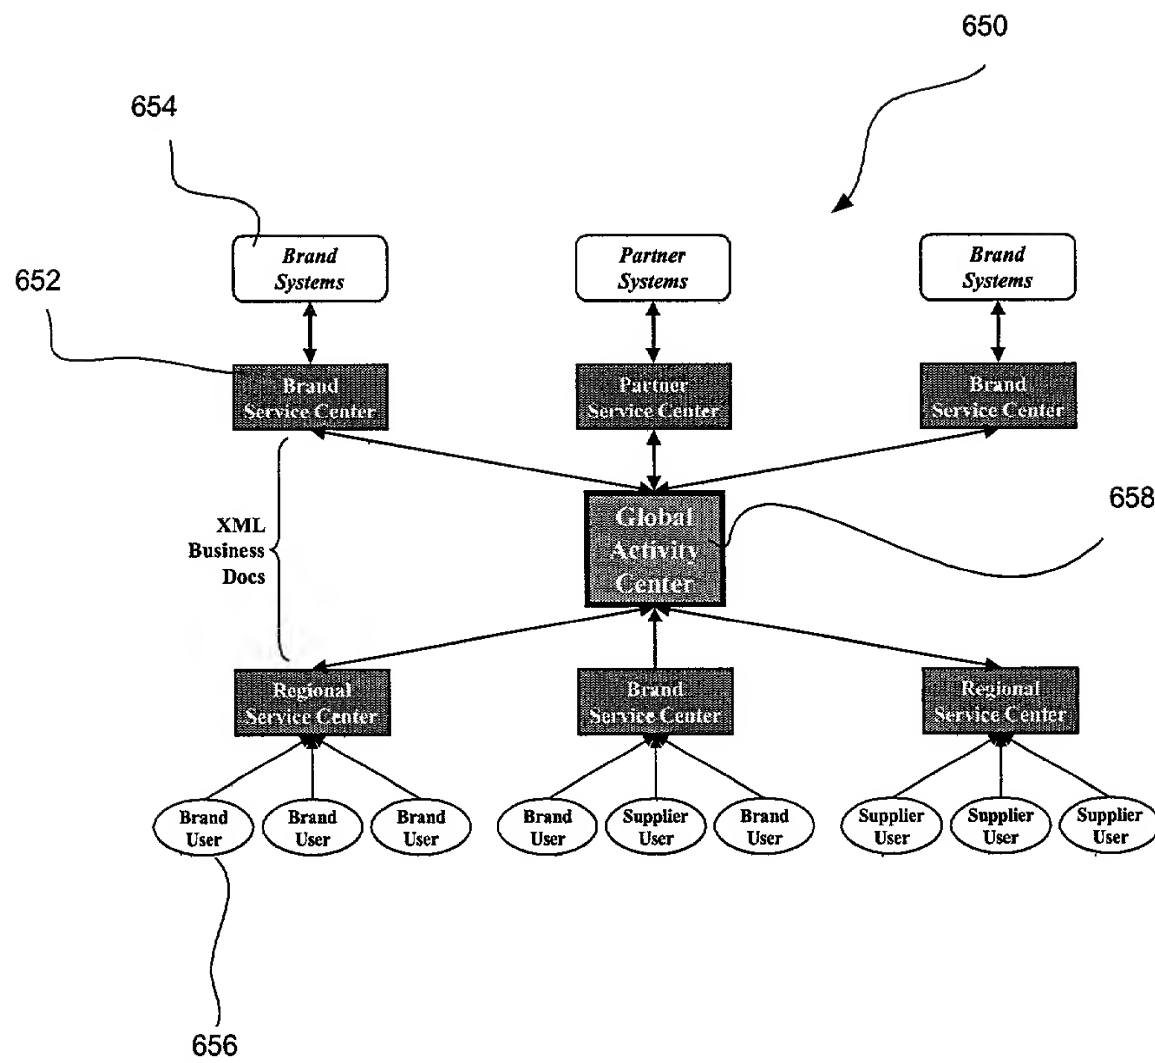 650
654
Brand
Systems
Partner
Systems
Brand
Systems
652
Brand
Service Center
Partner
Service Center
Brand
Service Center
658
XML
Business
Docs
Global
Activity
Center
Regional
Service Center
Brand
Service Center
Regional
Service Center
Brand
User
Brand
User
Brand
User
Brand
User
Supplier
User
Brand
User
Supplier
User
Supplier
User
Supplier
User
656